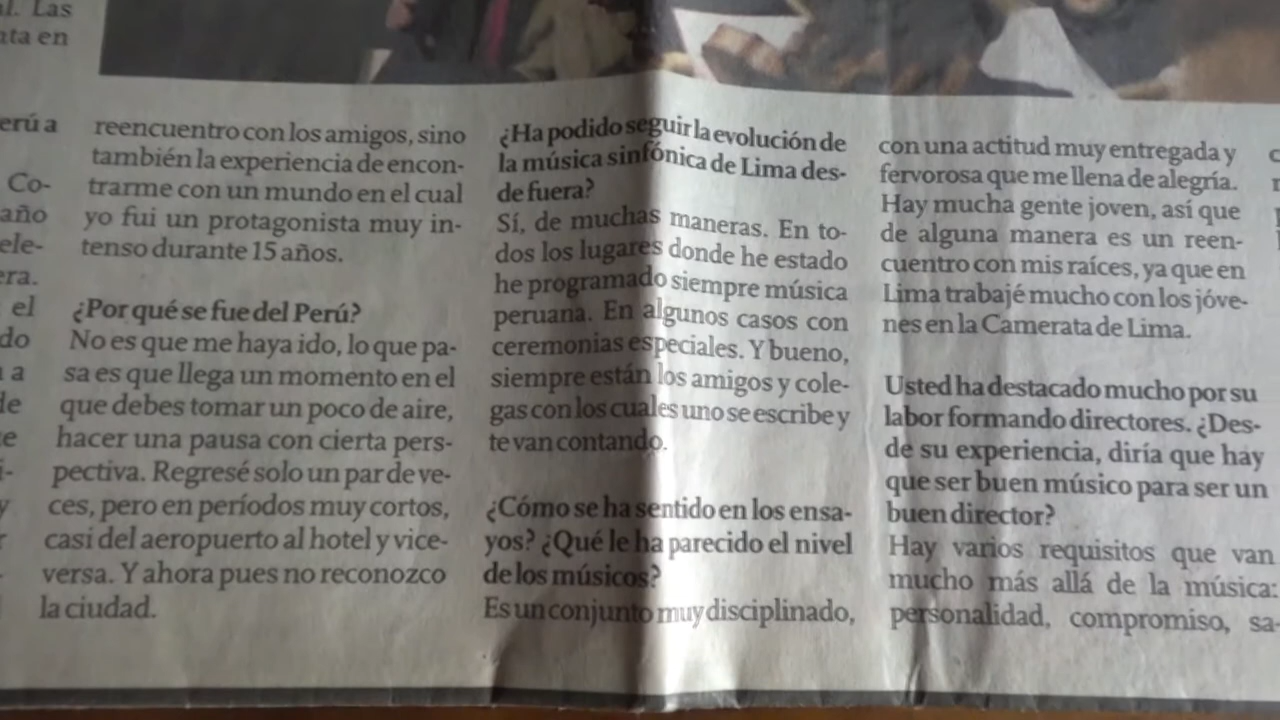 l. Las
ta en
erú a
Co-
año
ele-
era.
el
do
a
de
te
i-
y
r
reencuentro con los amigos, sino
también la experiencia de encon-
trarme con un mundo en el cual
yo fui un protagonista muy in-
tenso durante 15 años.
¿Por qué se fue del Perú?
No es que me haya ido, lo que pa-
sa es que llega un momento en el
que debes tomar un poco de aire,
hacer una pausa con cierta pers-
pectiva. Regresé solo un par de ve-
ces, pero en períodos muy cortos,
casi del aeropuerto al hotel y vice-
versa. Y ahora pues no reconozco
la ciudad.
¿Ha podido seguir la evolución de
la música sinfónica de Lima des-
de fuera?
Sí, de muchas maneras. En to-
dos los lugares donde he estado
he programado siempre música
peruana. En algunos casos con
ceremonias especiales. Y bueno,
siempre están los amigos y cole-
gas con los cuales uno se escribe y
te van contando.
¿Cómo se ha sentido en los ensa-
yos? ¿Qué le ha parecido el nivel
de los músicos?
Es un conjunto muy disciplinado,
con una actitud muy entregada y
fervorosa que me llena de alegría.
Hay mucha gente joven, así que
de alguna manera es un reen-
cuentro con mis raíces, ya que en
Lima trabajé mucho con los jóve-
nes en la Camerata de Lima.
Usted ha destacado mucho por su
labor formando directores. ¿Des-
de su experiencia, diría que hay
que ser buen músico para ser un
buen director?
Hay varios requisitos que van
mucho más allá de la música:
personalidad, compromiso, sa-